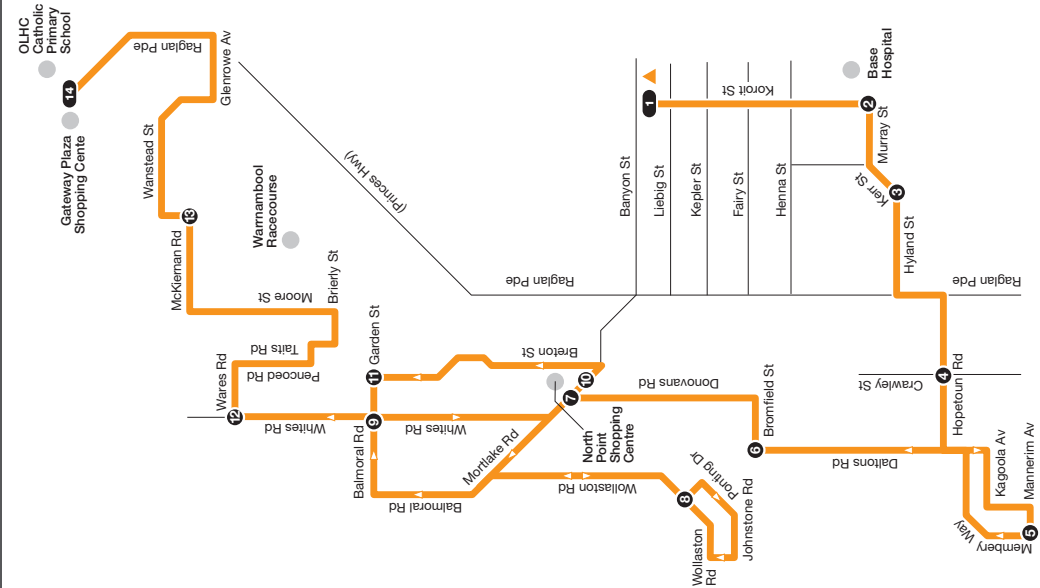 OLHC
Catholic
Primary
School
14
Gateway Plaza
Shopping Cente
Raglan Pde
Glenrowe Av
Wanstead St
13
McKiernan Rd
Warrnambool
Racecourse
(Princes Hwy)
Moore St
Brierly St
Taits Rd
Pencoed Rd
Wares Rd
12
Whites Rd
Garden St
11
9
Balmoral Rd
Whites Rd
Balmoral Rd
Mortlake Rd
Breton St
10
7
North
Point
Shopping
Centre
Donovans Rd
Wollaston Rd
8
Ponting Dr
Johnstone Rd
Wollaston
Rd
Bromfield St
6
Daltons Rd
Kagoola Av
Mannerim Av
5
Membery
Way
Hopetoun Rd
4
Crawley St
Raglan Pde
Raglan Pde
Hyland St
3
Kerr St
Murray St
2
Base
Hospital
Koroit St
1
Banyon St
Liebig St
Kepler St
Fairy St
Henna St